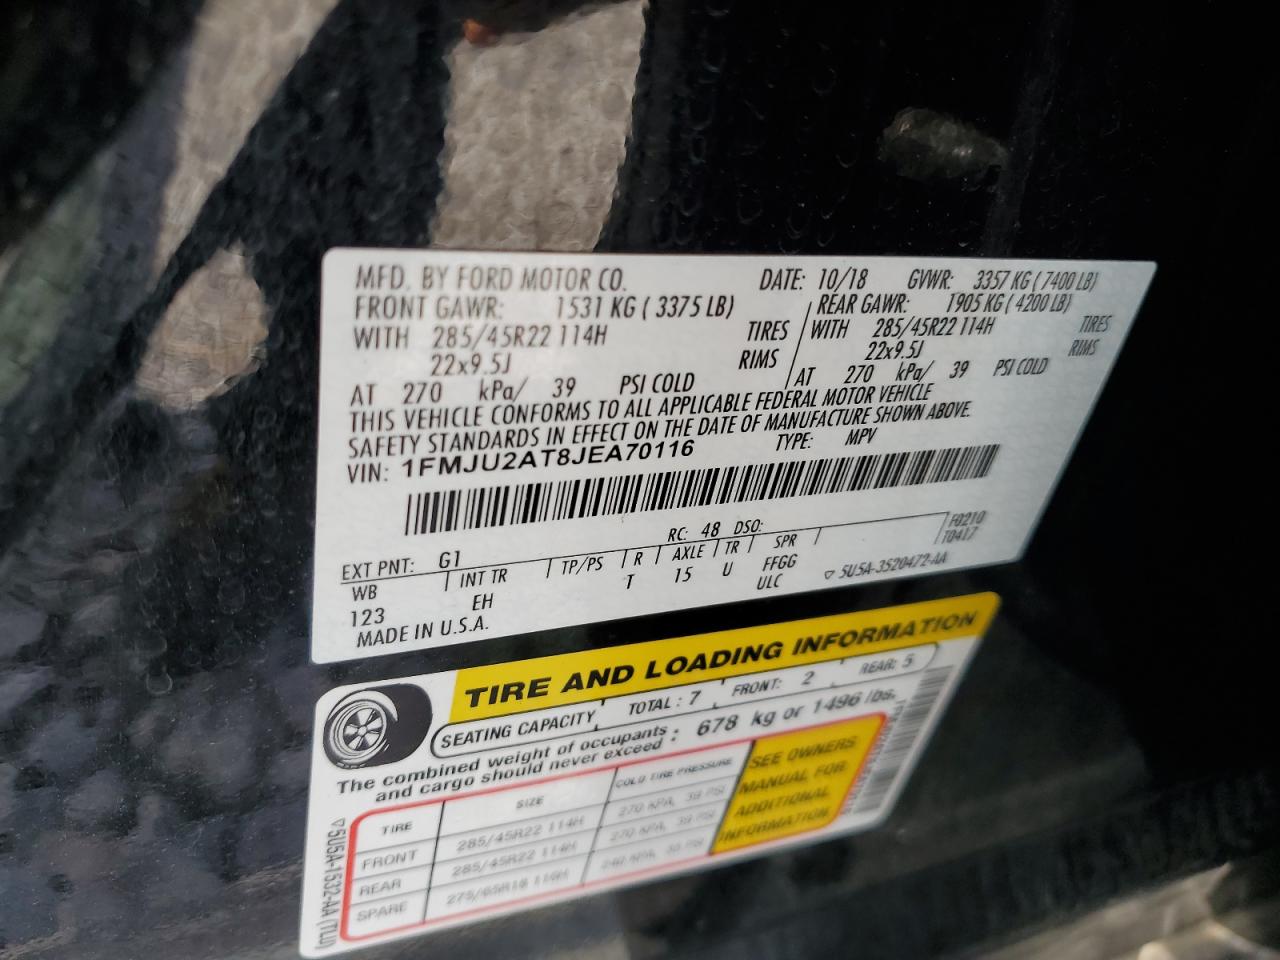 MFD. BY FORD MOTOR CO. DATE: 10/18 GVWR: 3357 KG ( 7400 LB)
FRONT GAWR: 1531 KG ( 3375 LB) REAR GAWR: 1905 KG ( 4200 LB)
WITH 285/45R22 114H TIRES WITH 285/45R22 114H TIRES
22x9.5J RIMS 22x9.5J RIMS
AT 270 kPa/ 39 PSI COLD AT 270 kPa/ 39 PSI COLD
THIS VEHICLE CONFORMS TO ALL APPLICABLE FEDERAL MOTOR VEHICLE
SAFETY STANDARDS IN EFFECT ON THE DATE OF MANUFACTURE SHOWN ABOVE.
VIN: 1FMJU2AT8JEA70116 TYPE: MPV
F0210
EXT PNT: G1 RC: 48 DSO: T0417
WB INT TR TP/PS R AXLE TR SPR
123 EH T 15 U FFGG
ULC
MADE IN U.S.A. 5U5A-3520472-AA
TIRE AND LOADING INFORMATION
SEATING CAPACITY TOTAL : 7 FRONT: 2 REAR: 5
The combined weight of occupants
and cargo should never exceed : 678 kg or 1496 lbs.
TIRE SIZE COLD TIRE PRESSURE
FRONT 285/45R22 114H 270 KPA, 39 PSI
REAR 285/45R22 114H 270 KPA, 39 PSI
SPARE 275/65R18 116H
SEE OWNERS
MANUAL FOR
ADDITIONAL
INFORMATION
5U5A-1532-AA (TLU)